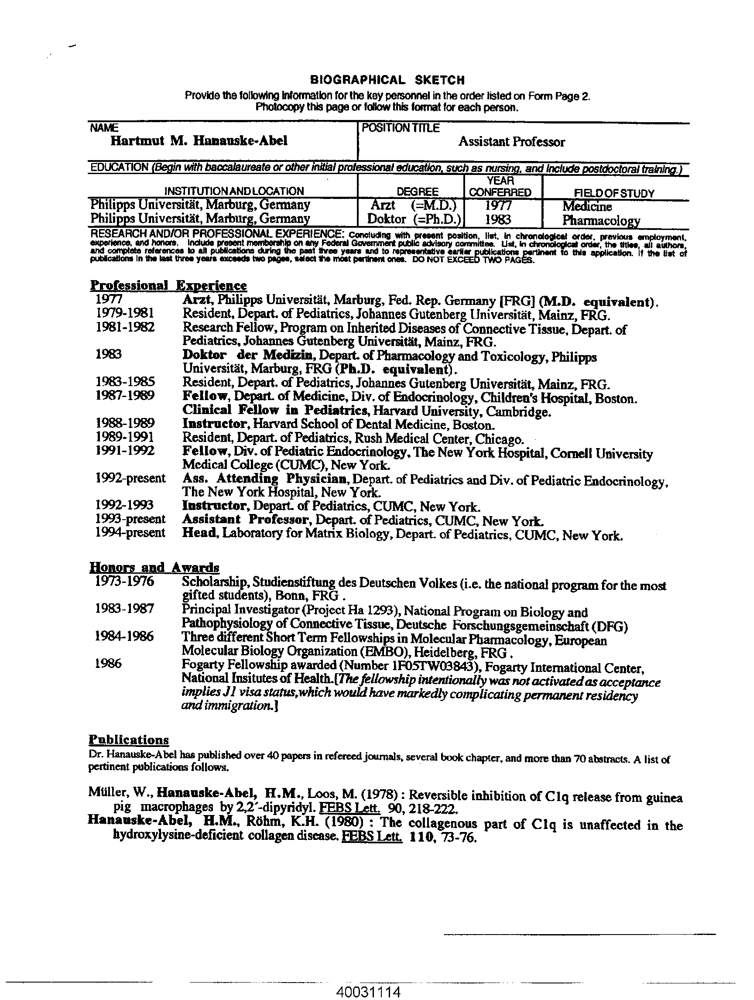 BIOGRAPHICAL SKETCH
Provide the following information for the key personnel in the order listed on Form Page 2.
Photocopy this page or follow this format for each person.
NAME
Hartmut M. Hanauske-Abel
POSITION TITLE
Assistant Professor
EDUCATION (Begin with baccalaureate or other initial professional education, such as nursing, and include postdoctoral training.)
INSTITUTION AND LOCATION DEGREE YEAR CONFERRED FIELD OF STUDY
Philipps Universität, Marburg, Germany Arzt (=M.D.) 1977 Medicine
Philipps Universität, Marburg, Germany Doktor (=Ph.D.) 1983 Pharmacology
RESEARCH AND/OR PROFESSIONAL EXPERIENCE: Concluding with present position, list, in chronological order, previous employment,
experience, and honors. Include present membership on any Federal Government public advisory committee. List, in chronological order, the titles, all authors,
and complete references to all publications during the past three years and to representative earlier publications pertinent to this application. If the list of
publications in the last three years exceeds two pages, select the most pertinent ones. DO NOT EXCEED TWO PAGES.
Professional Experience
1977 Arzt, Philipps Universität, Marburg, Fed. Rep. Germany [FRG] (M.D. equivalent).
1979-1981 Resident, Depart. of Pediatrics, Johannes Gutenberg Universität, Mainz, FRG.
1981-1982 Research Fellow, Program on Inherited Diseases of Connective Tissue, Depart. of
Pediatrics, Johannes Gutenberg Universität, Mainz, FRG.
1983 Doktor der Medizin, Depart. of Pharmacology and Toxicology, Philipps
Universität, Marburg, FRG (Ph.D. equivalent).
1983-1985 Resident, Depart. of Pediatrics, Johannes Gutenberg Universität, Mainz, FRG.
1987-1989 Fellow, Depart. of Medicine, Div. of Endocrinology, Children's Hospital, Boston.
Clinical Fellow in Pediatrics, Harvard University, Cambridge.
1988-1989 Instructor, Harvard School of Dental Medicine, Boston.
1989-1991 Resident, Depart. of Pediatrics, Rush Medical Center, Chicago.
1991-1992 Fellow, Div. of Pediatric Endocrinology, The New York Hospital, Cornell University
Medical College (CUMC), New York.
1992-present Ass. Attending Physician, Depart. of Pediatrics and Div. of Pediatric Endocrinology,
The New York Hospital, New York.
1992-1993 Instructor, Depart. of Pediatrics, CUMC, New York.
1993-present Assistant Professor, Depart. of Pediatrics, CUMC, New York.
1994-present Head, Laboratory for Matrix Biology, Depart. of Pediatrics, CUMC, New York.
Honors and Awards
1973-1976 Scholarship, Studienstiftung des Deutschen Volkes (i.e. the national program for the most
gifted students), Bonn, FRG .
1983-1987 Principal Investigator (Project Ha 1293), National Program on Biology and
Pathophysiology of Connective Tissue, Deutsche Forschungsgemeinschaft (DFG)
1984-1986 Three different Short Term Fellowships in Molecular Pharmacology, European
Molecular Biology Organization (EMBO), Heidelberg, FRG .
1986 Fogarty Fellowship awarded (Number 1F05TW03843), Fogarty International Center,
National Insitutes of Health.[The fellowship intentionally was not activated as acceptance
implies J1 visa status,which would have markedly complicating permanent residency
and immigration.]
Publications
Dr. Hanauske-Abel has published over 40 papers in refereed journals, several book chapter, and more than 70 abstracts. A list of
pertinent publications follows.
Müller, W., Hanauske-Abel, H.M., Loos, M. (1978) : Reversible inhibition of C1q release from guinea
pig macrophages by 2,2´-dipyridyl. FEBS Lett. 90, 218-222.
Hanauske-Abel, H.M., Röhm, K.H. (1980) : The collagenous part of C1q is unaffected in the
hydroxylysine-deficient collagen disease. FEBS Lett. 110, 73-76.
40031114